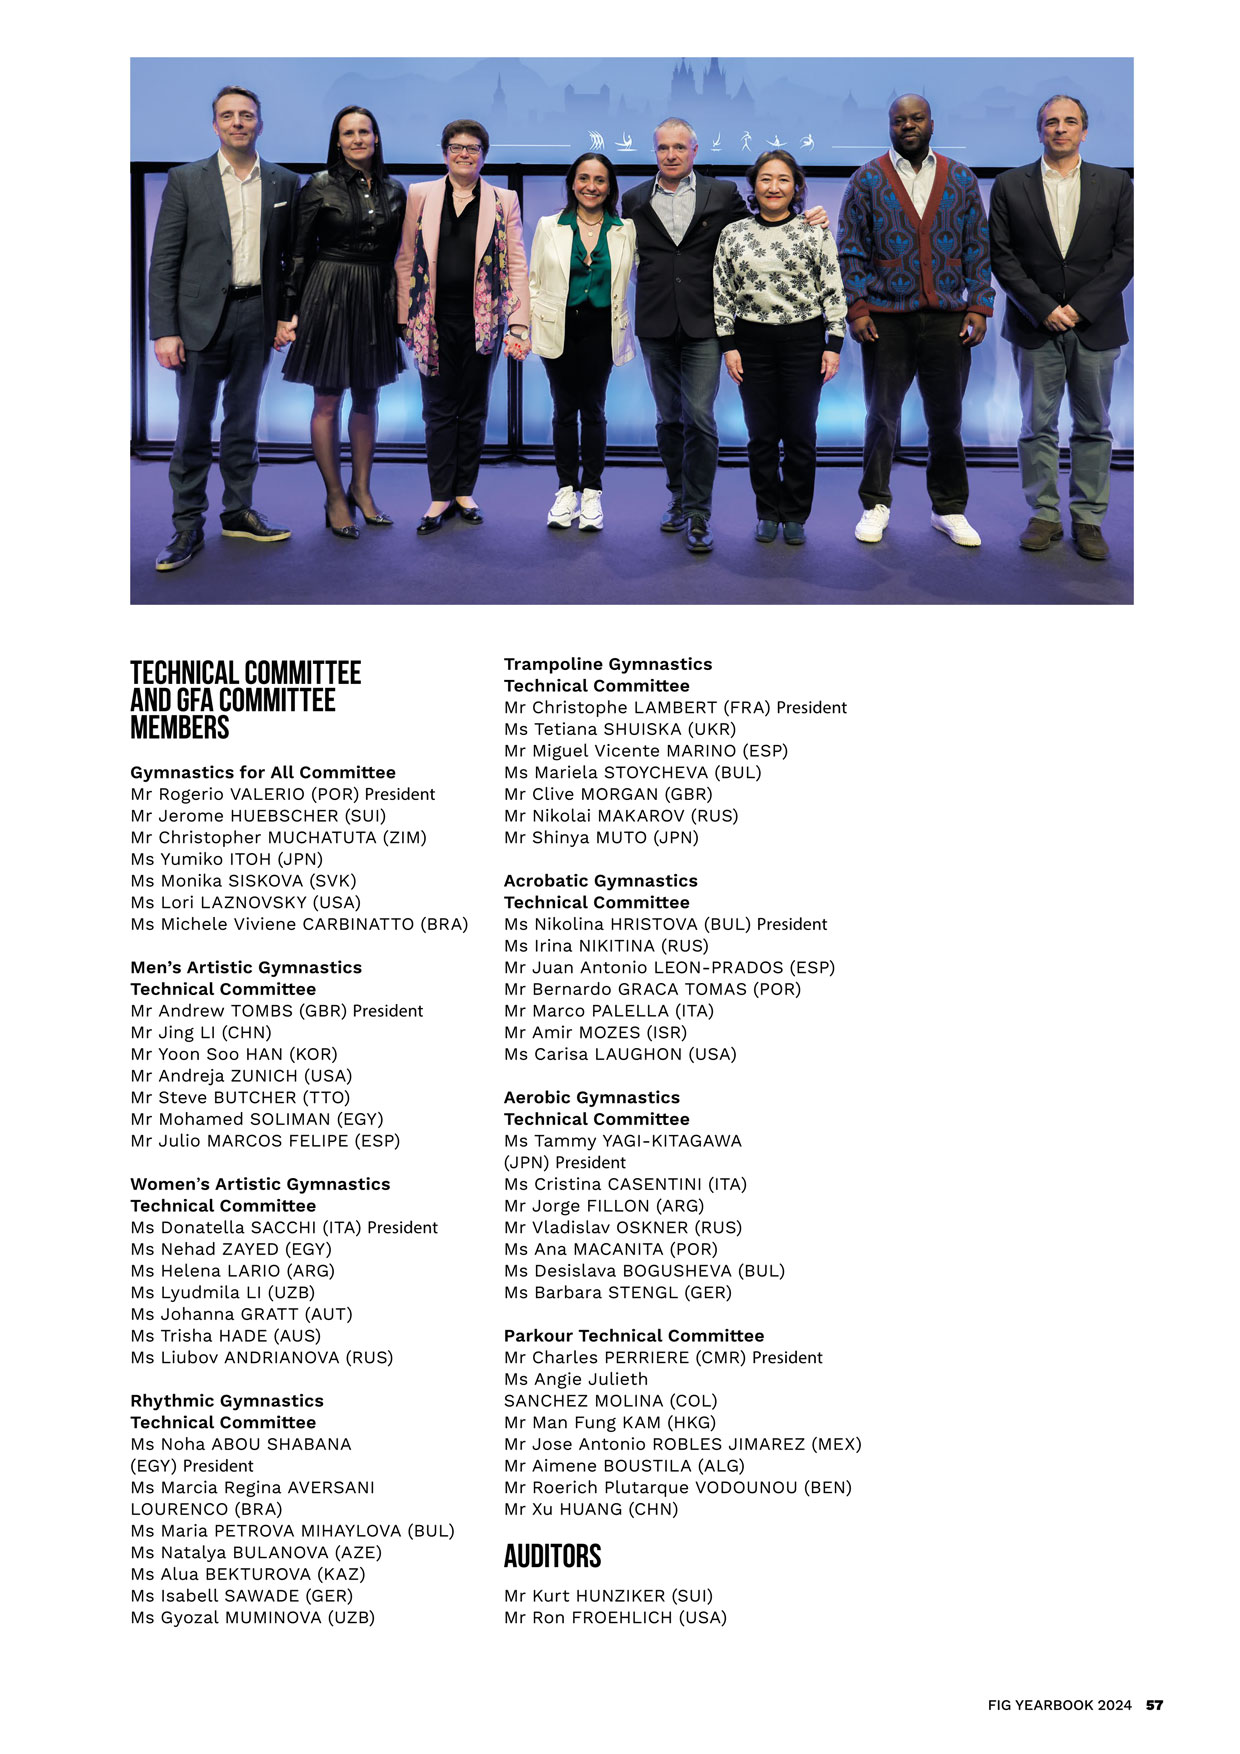 TECHNICAL COMMITTEE
AND GFA COMMITTEE
MEMBERS
Gymnastics for All Committee
Mr Rogerio VALERIO (POR) President
Mr Jerome HUEBSCHER (SUI)
Mr Christopher MUCHATUTA (ZIM)
Ms Yumiko ITOH (JPN)
Ms Monika SISKOVA (SVK)
Ms Lori LAZNOVSKY (USA)
Ms Michele Viviene CARBINATTO (BRA)
Men’s Artistic Gymnastics
Technical Committee
Mr Andrew TOMBS (GBR) President
Mr Jing LI (CHN)
Mr Yoon Soo HAN (KOR)
Mr Andreja ZUNICH (USA)
Mr Steve BUTCHER (TTO)
Mr Mohamed SOLIMAN (EGY)
Mr Julio MARCOS FELIPE (ESP)
Women’s Artistic Gymnastics
Technical Committee
Ms Donatella SACCHI (ITA) President
Ms Nehad ZAYED (EGY)
Ms Helena LARIO (ARG)
Ms Lyudmila LI (UZB)
Ms Johanna GRATT (AUT)
Ms Trisha HADE (AUS)
Ms Liubov ANDRIANOVA (RUS)
Rhythmic Gymnastics
Technical Committee
Ms Noha ABOU SHABANA
(EGY) President
Ms Marcia Regina AVERSANI
LOURENCO (BRA)
Ms Maria PETROVA MIHAYLOVA (BUL)
Ms Natalya BULANOVA (AZE)
Ms Alua BEKTUROVA (KAZ)
Ms Isabell SAWADE (GER)
Ms Gyozal MUMINOVA (UZB)
Trampoline Gymnastics
Technical Committee
Mr Christophe LAMBERT (FRA) President
Ms Tetiana SHUISKA (UKR)
Mr Miguel Vicente MARINO (ESP)
Ms Mariela STOYCHEVA (BUL)
Mr Clive MORGAN (GBR)
Mr Nikolai MAKAROV (RUS)
Mr Shinya MUTO (JPN)
Acrobatic Gymnastics
Technical Committee
Ms Nikolina HRISTOVA (BUL) President
Ms Irina NIKITINA (RUS)
Mr Juan Antonio LEON-PRADOS (ESP)
Mr Bernardo GRACA TOMAS (POR)
Mr Marco PALELLA (ITA)
Mr Amir MOZES (ISR)
Ms Carisa LAUGHON (USA)
Aerobic Gymnastics
Technical Committee
Ms Tammy YAGI-KITAGAWA
(JPN) President
Ms Cristina CASENTINI (ITA)
Mr Jorge FILLON (ARG)
Mr Vladislav OSKNER (RUS)
Ms Ana MACANITA (POR)
Ms Desislava BOGUSHEVA (BUL)
Ms Barbara STENGL (GER)
Parkour Technical Committee
Mr Charles PERRIERE (CMR) President
Ms Angie Julieth
SANCHEZ MOLINA (COL)
Mr Man Fung KAM (HKG)
Mr Jose Antonio ROBLES JIMAREZ (MEX)
Mr Aimene BOUSTILA (ALG)
Mr Roerich Plutarque VODOUNOU (BEN)
Mr Xu HUANG (CHN)
AUDITORS
Mr Kurt HUNZIKER (SUI)
Mr Ron FROEHLICH (USA)
FIG YEARBOOK 2024 57